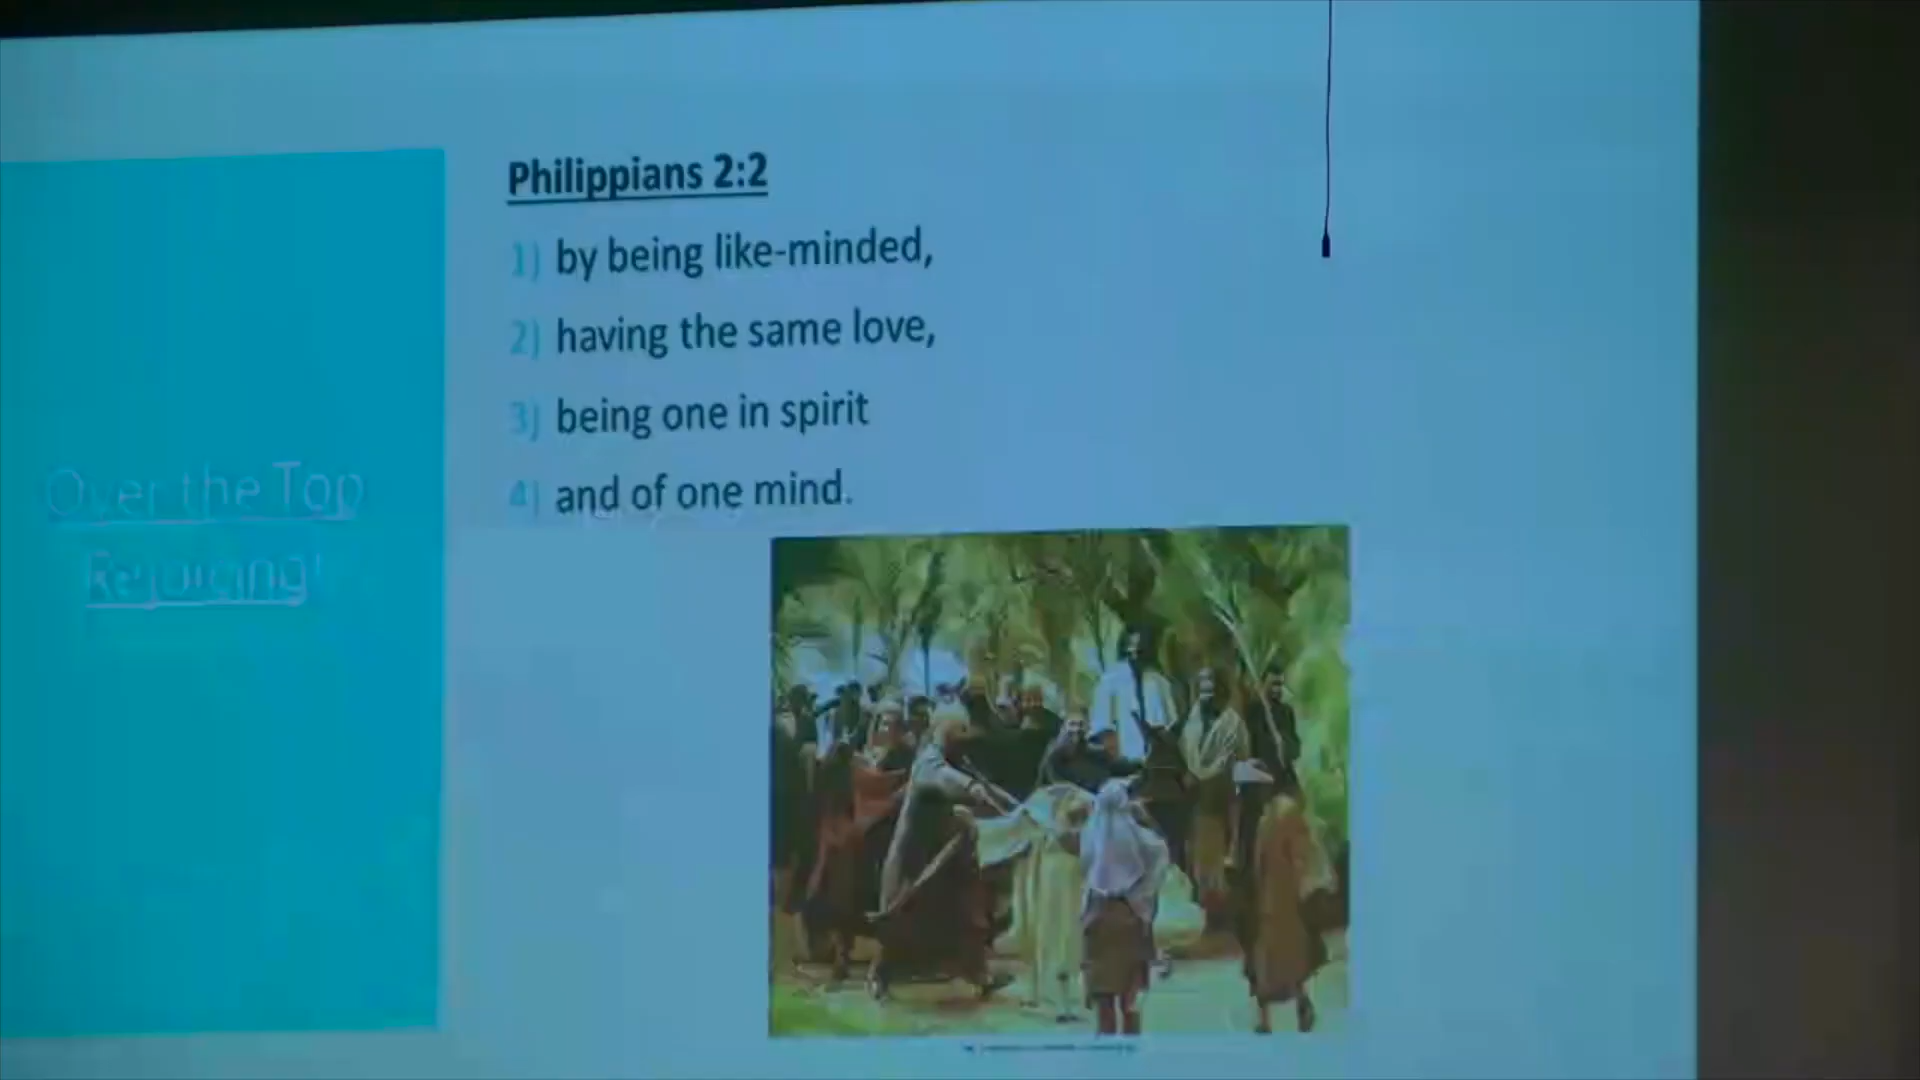 Over the Top
Rejoicing!
Philippians 2:2
1) by being like-minded,
2) having the same love,
3) being one in spirit
4) and of one mind.